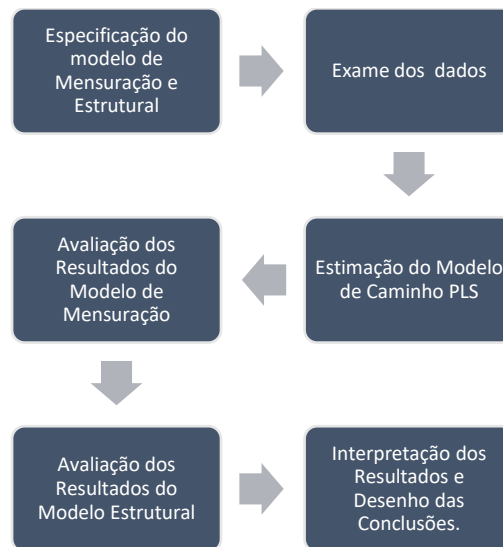 Especificação do
modelo de
Mensuração e
Estrutural
Exame dos dados
Estimação do Modelo
de Caminho PLS
Avaliação dos
Resultados do
Modelo de
Mensuração
Avaliação dos
Resultados do
Modelo Estrutural
Interpretação dos
Resultados e
Desenho das
Conclusões.